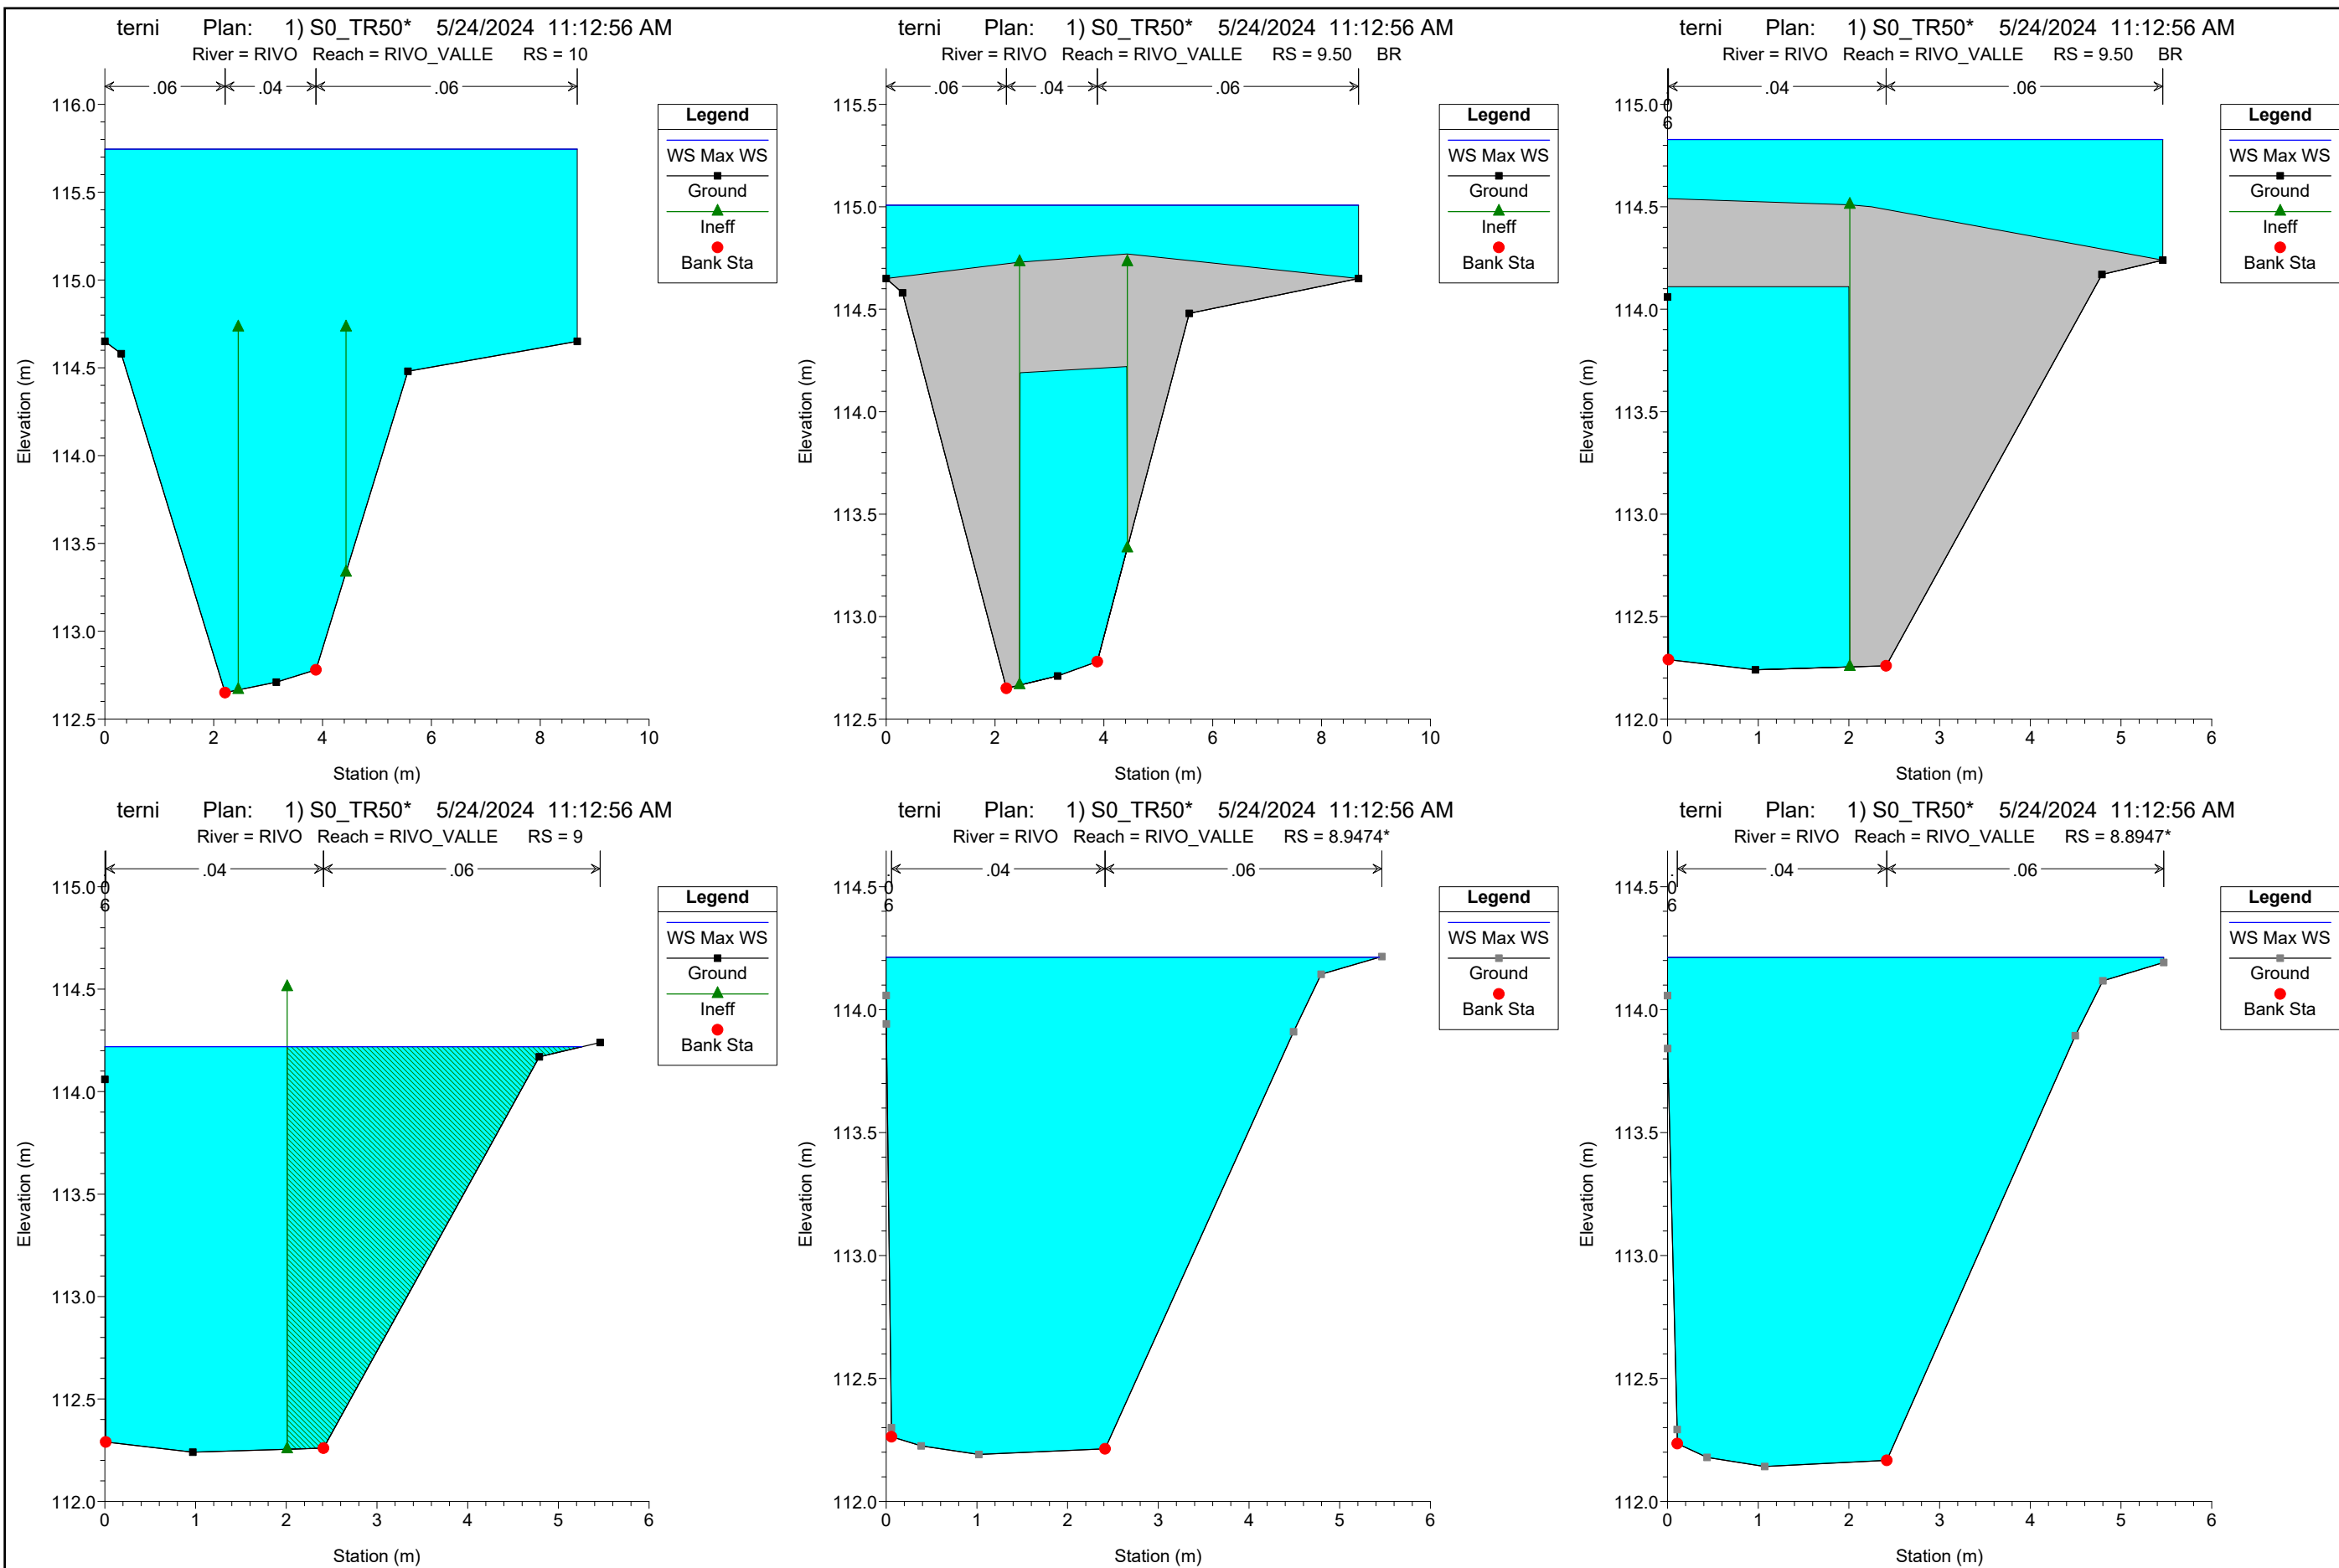 terni Plan: 1) S0_TR50* 5/24/2024 11:12:56 AM
River = RIVO Reach = RIVO_VALLE RS = 10
.06 .04 .06
Legend
WS Max WS
Ground
Ineff
Bank Sta
116.0
115.5
115.0
114.5
114.0
113.5
113.0
112.5
Elevation (m)
0 2 4 6 8 10
Station (m)
terni Plan: 1) S0_TR50* 5/24/2024 11:12:56 AM
River = RIVO Reach = RIVO_VALLE RS = 9.50 BR
.06 .04 .06
Legend
WS Max WS
Ground
Ineff
Bank Sta
115.5
115.0
114.5
114.0
113.5
113.0
112.5
Elevation (m)
0 2 4 6 8 10
Station (m)
terni Plan: 1) S0_TR50* 5/24/2024 11:12:56 AM
River = RIVO Reach = RIVO_VALLE RS = 9.50 BR
.04 .06
0
6
Legend
WS Max WS
Ground
Ineff
Bank Sta
115.0
114.5
114.0
113.5
113.0
112.5
112.0
Elevation (m)
0 1 2 3 4 5 6
Station (m)
terni Plan: 1) S0_TR50* 5/24/2024 11:12:56 AM
River = RIVO Reach = RIVO_VALLE RS = 9
.04 .06
0
6
Legend
WS Max WS
Ground
Ineff
Bank Sta
115.0
114.5
114.0
113.5
113.0
112.5
112.0
Elevation (m)
0 1 2 3 4 5 6
Station (m)
terni Plan: 1) S0_TR50* 5/24/2024 11:12:56 AM
River = RIVO Reach = RIVO_VALLE RS = 8.9474*
.04 .06
.
0
6
Legend
WS Max WS
Ground
Bank Sta
114.5
114.0
113.5
113.0
112.5
112.0
Elevation (m)
0 1 2 3 4 5 6
Station (m)
terni Plan: 1) S0_TR50* 5/24/2024 11:12:56 AM
River = RIVO Reach = RIVO_VALLE RS = 8.8947*
.04 .06
.
0
6
Legend
WS Max WS
Ground
Bank Sta
114.5
114.0
113.5
113.0
112.5
112.0
Elevation (m)
0 1 2 3 4 5 6
Station (m)